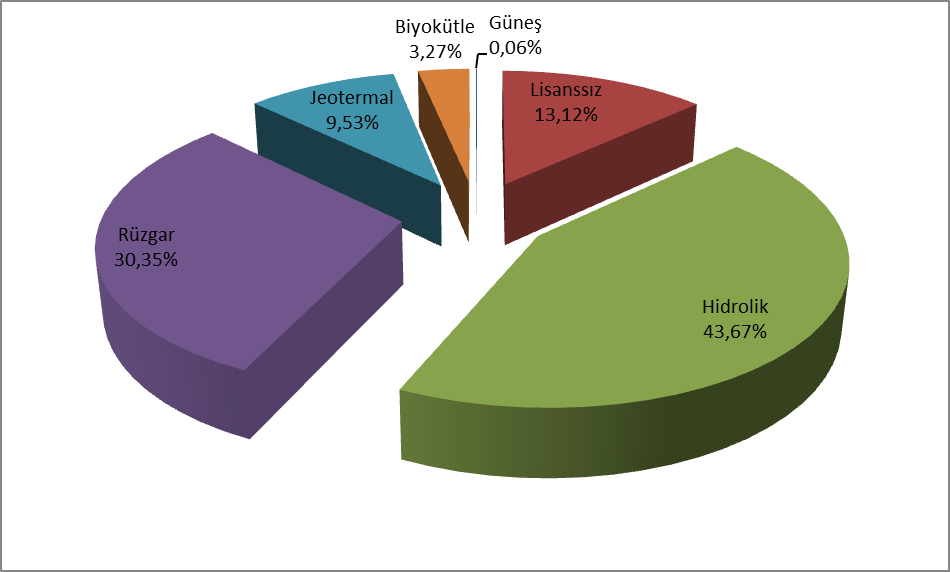 Biyokütle
3,27%
Güneş
0,06%
Lisanssız
13,12%
Jeotermal
9,53%
Rüzgar
30,35%
Hidrolik
43,67%